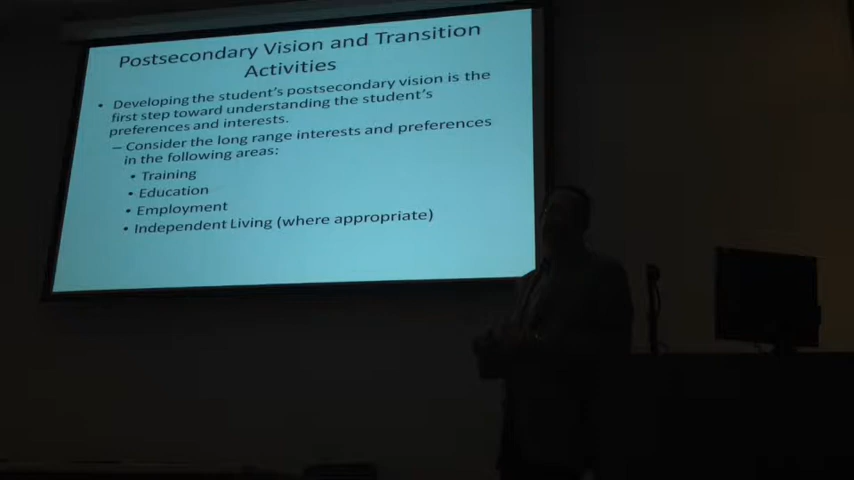 Postsecondary Vision and Transition
Activities
• Developing the student's postsecondary vision is the
first step toward understanding the student's
preferences and interests.
– Consider the long range interests and preferences
in the following areas:
• Training
• Education
• Employment
• Independent Living (where appropriate)